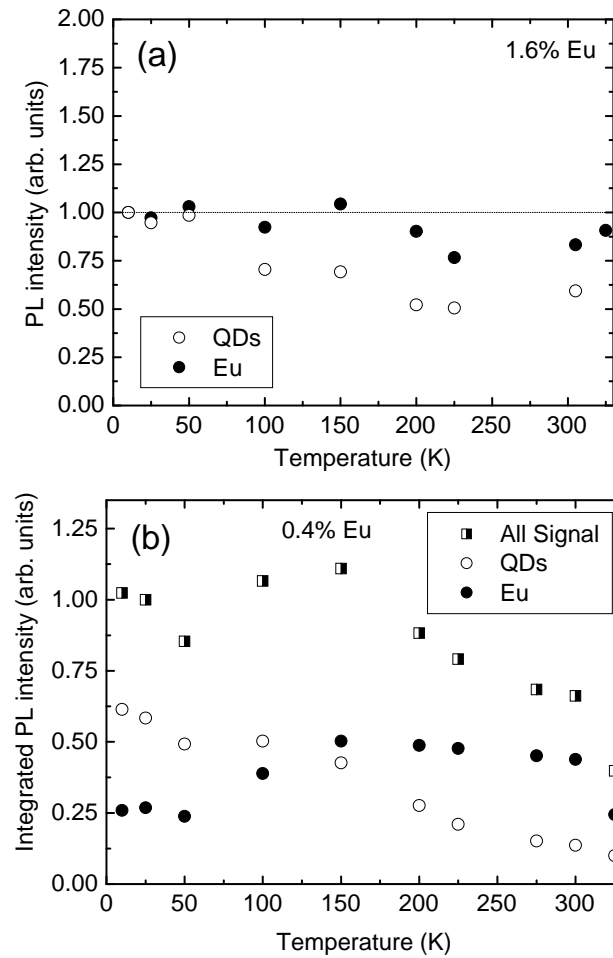 (a)
1.6% Eu
2.00
1.75
1.50
1.25
1.00
0.75
0.50
0.25
0.00
PL intensity (arb. units)
QDs
Eu
0 50 100 150 200 250 300
Temperature (K)
(b)
0.4% Eu
All Signal
QDs
Eu
1.25
1.00
0.75
0.50
0.25
0.00
Integrated PL intensity (arb. units)
0 50 100 150 200 250 300
Temperature (K)